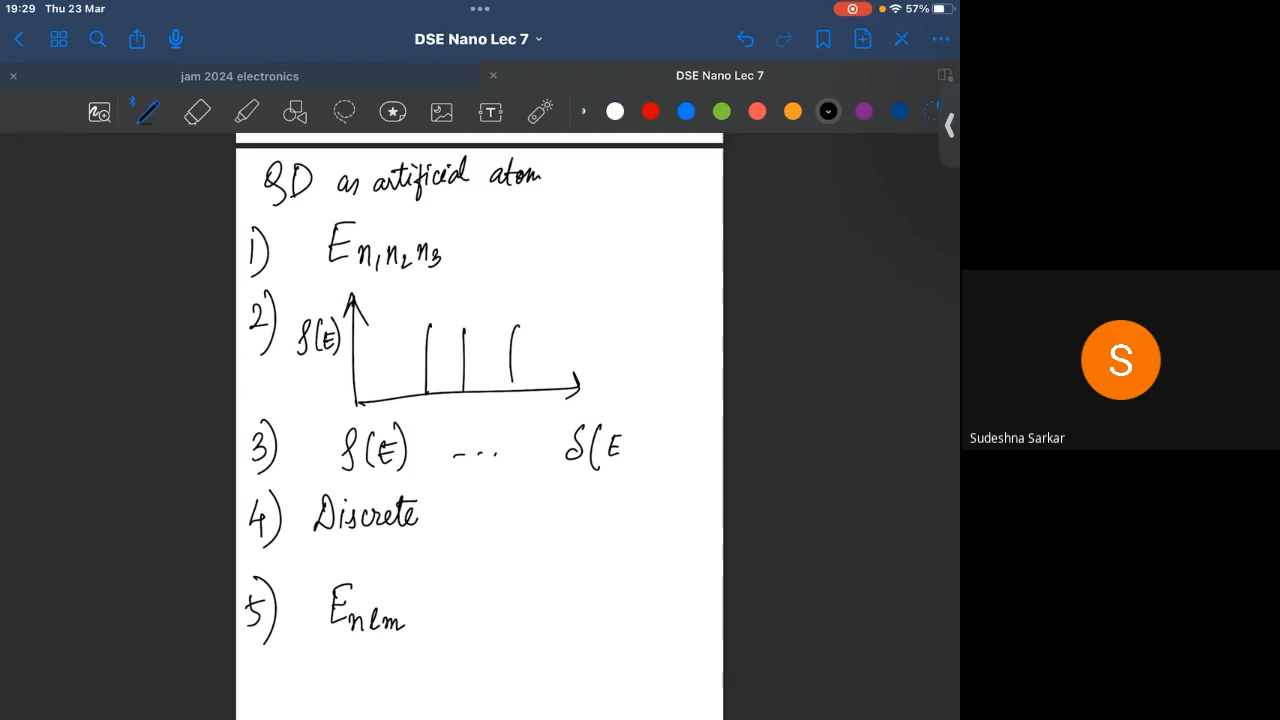 19:29 Thu 23 Mar
57%
DSE Nano Lec 7
jam 2024 electronics
DSE Nano Lec 7
QD as artificial atom
1) E n₁n₂n₃
2) ρ(E)
3) ρ(E) --- δ(E
4) Discrete
5) E nlm
S
Sudeshna Sarkar